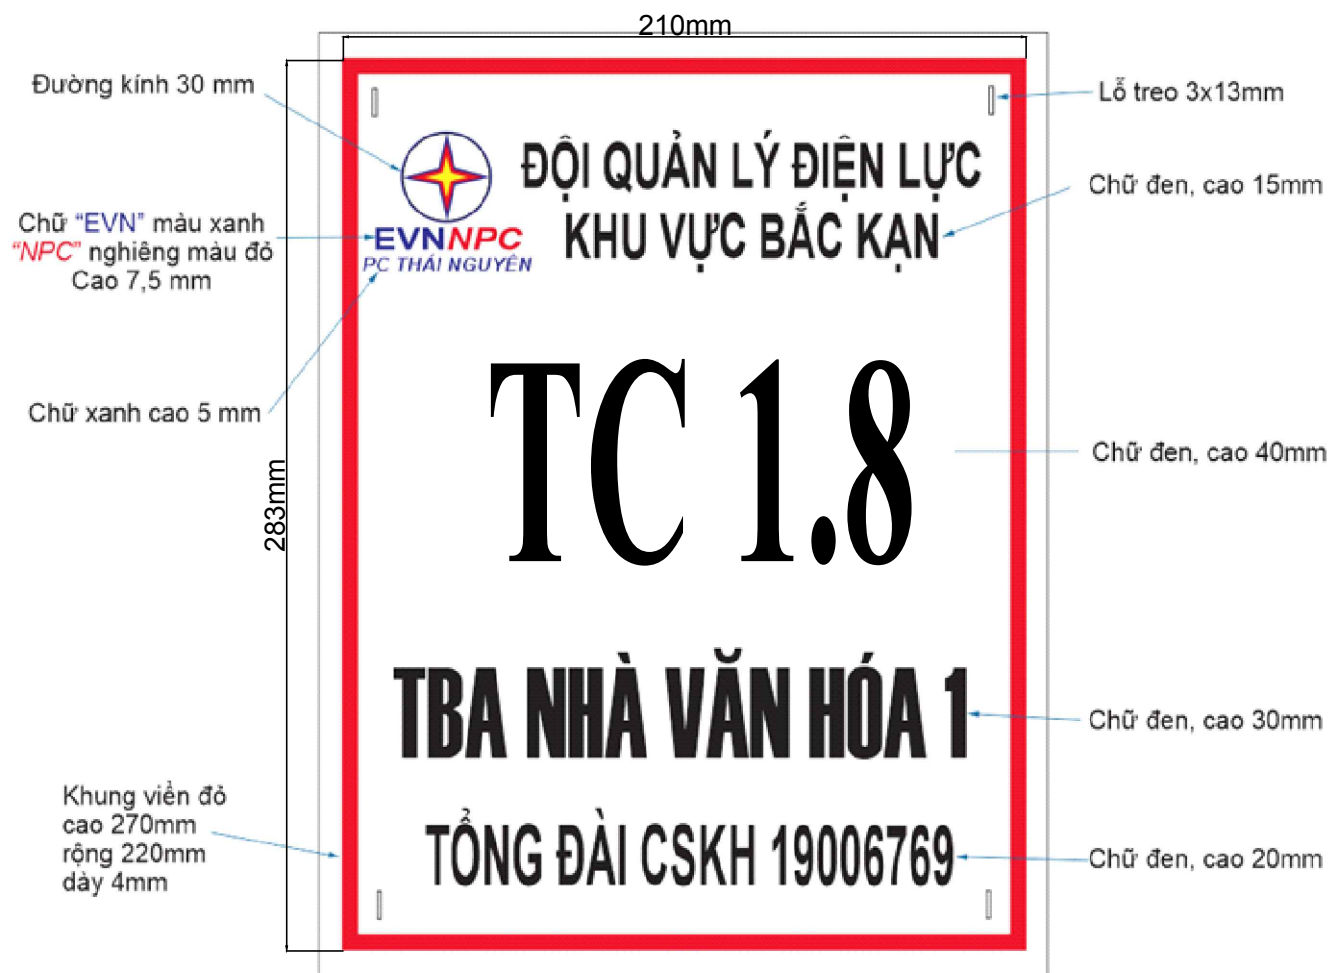 210mm
Đường kính 30 mm
Lỗ treo 3x13mm
ĐỘI QUẢN LÝ ĐIỆN LỰC
KHU VỰC BẮC KẠN
Chữ đen, cao 15mm
Chữ “EVN” màu xanh
“NPC” nghiêng màu đỏ
Cao 7,5 mm
EVNNPC
PC THÁI NGUYÊN
Chữ xanh cao 5 mm
TC 1.8
Chữ đen, cao 40mm
283mm
TBA NHÀ VĂN HÓA 1
Chữ đen, cao 30mm
Khung viền đỏ
cao 270mm
rộng 220mm
dày 4mm
TỔNG ĐÀI CSKH 19006769
Chữ đen, cao 20mm